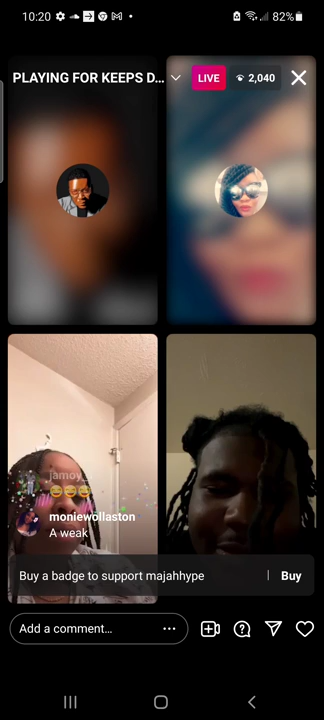 10:20
82%
PLAYING FOR KEEPS D...
LIVE
2,040
jamoy_
😂😂😂
moniewollaston
A weak
Buy a badge to support majahhype | Buy
Add a comment...